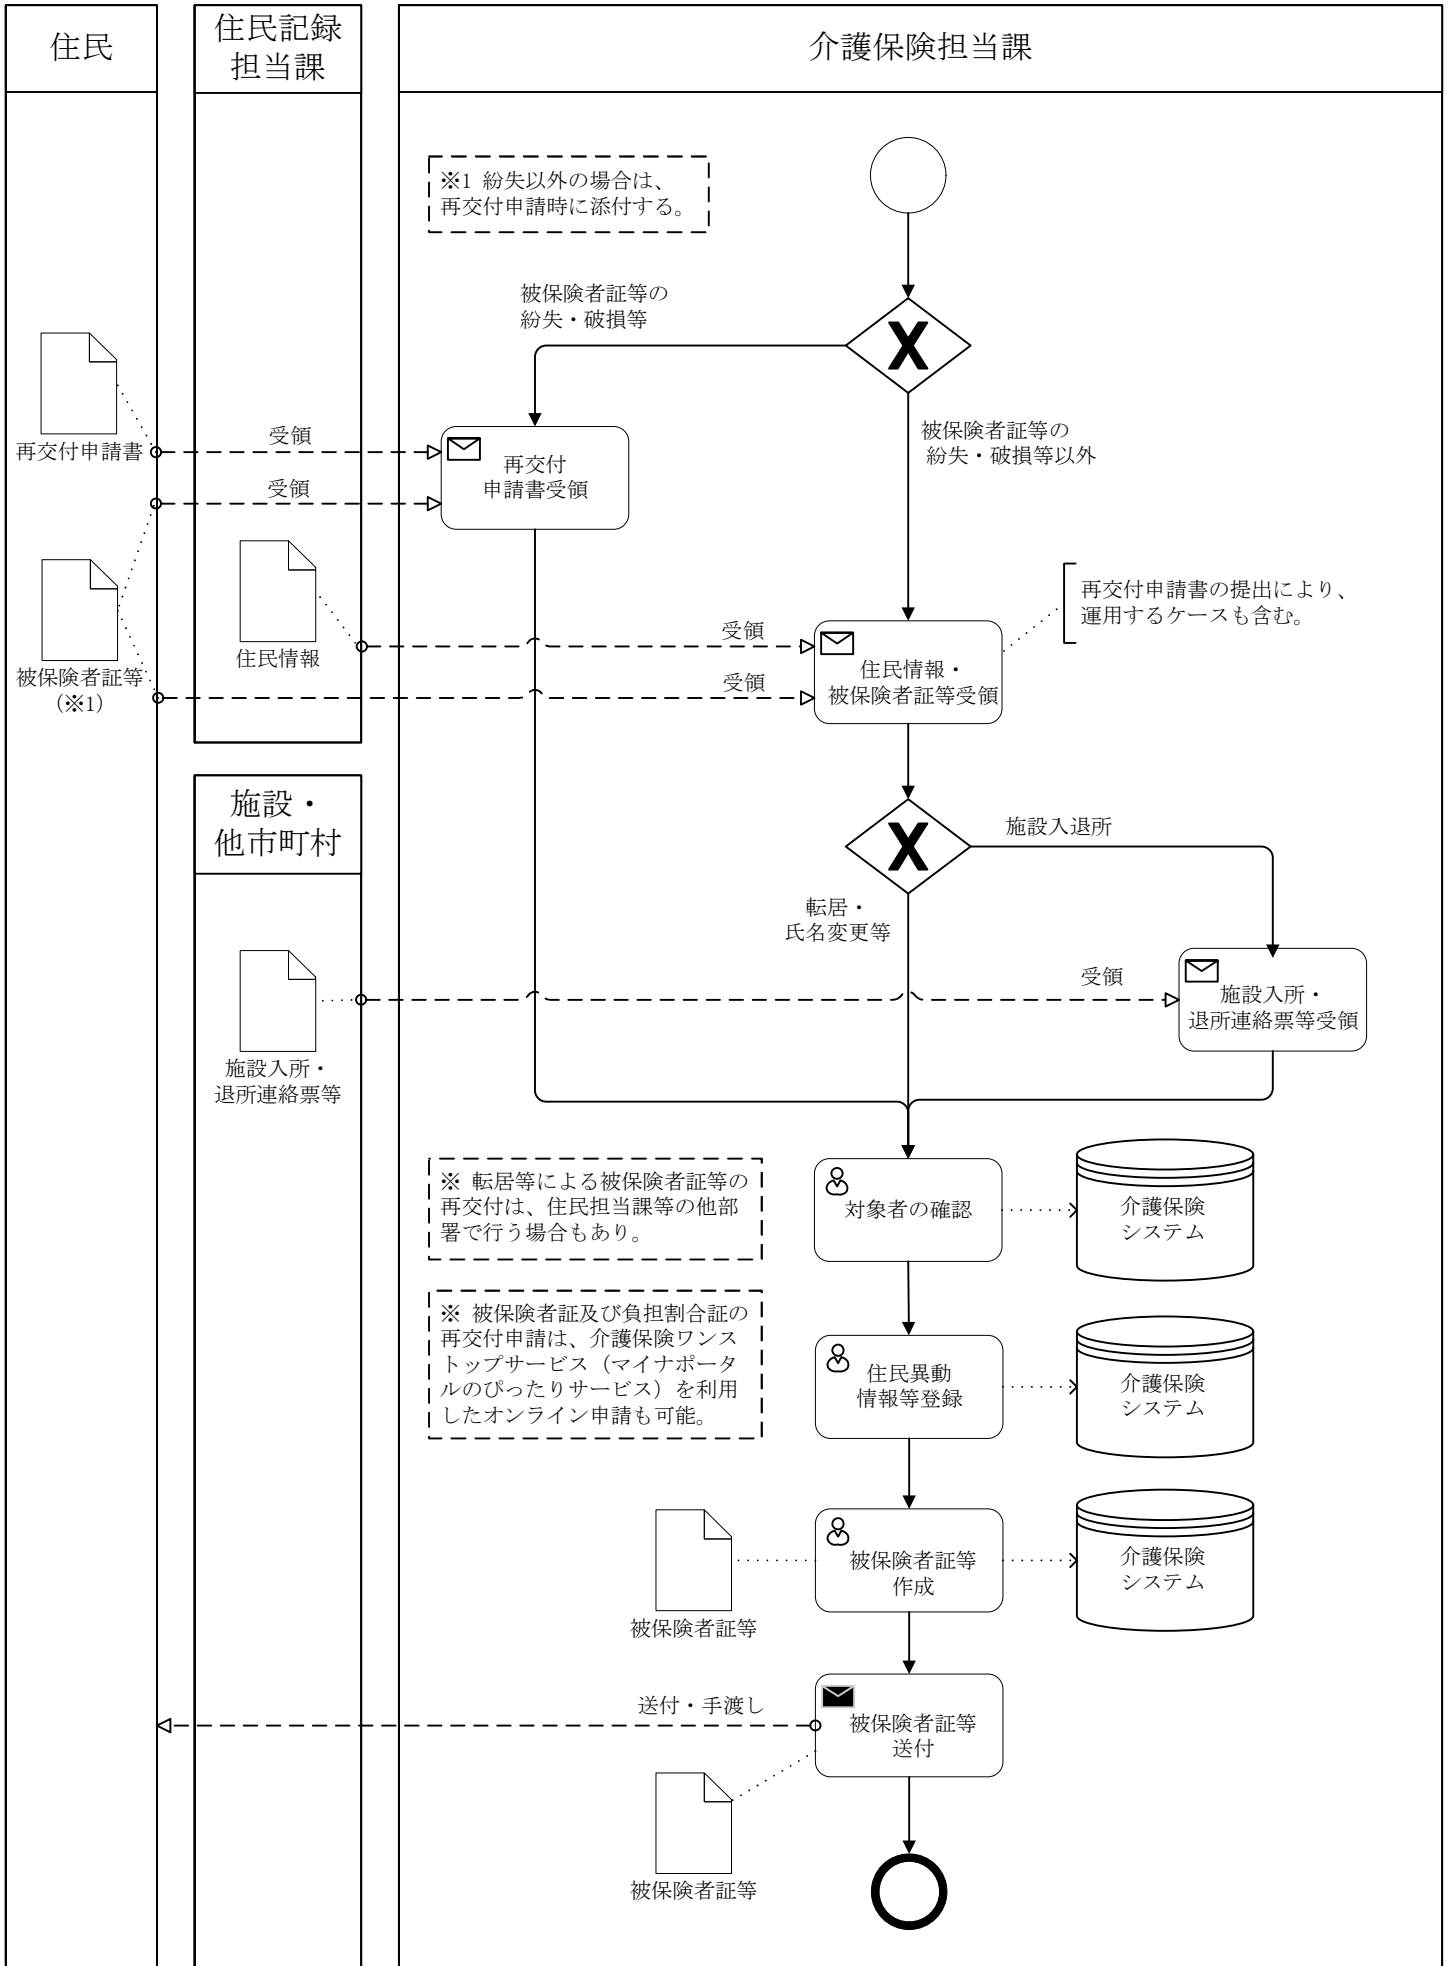 住民
住民記録
担当課
介護保険担当課
※1 紛失以外の場合は、
再交付申請時に添付する。
被保険者証等の
紛失・破損等
再交付申請書
受領
受領
再交付
申請書受領
被保険者証等の
紛失・破損等以外
被保険者証等
（※1）
住民情報
受領
受領
住民情報・
被保険者証等受領
再交付申請書の提出により、
運用するケースも含む。
施設・
他市町村
施設入退所
転居・
氏名変更等
施設入所・
退所連絡票等
受領
施設入所・
退所連絡票等受領
※ 転居等による被保険者証等の
再交付は、住民担当課等の他部
署で行う場合もあり。
対象者の確認
介護保険
システム
※ 被保険者証及び負担割合証の
再交付申請は、介護保険ワンス
トップサービス（マイナポータ
ルのぴったりサービス）を利用
したオンライン申請も可能。
住民異動
情報等登録
介護保険
システム
被保険者証等
被保険者証等
作成
介護保険
システム
送付・手渡し
被保険者証等
送付
被保険者証等